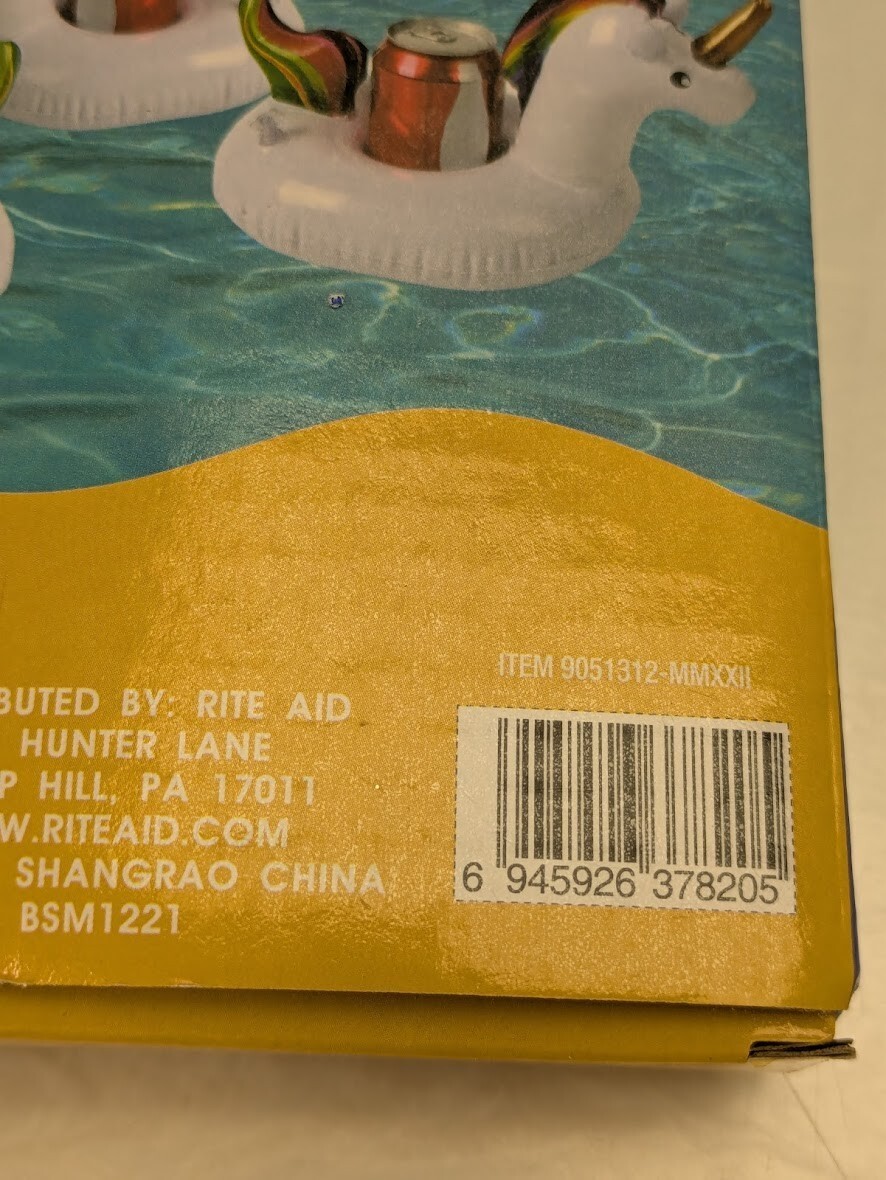 ITEM 9051312-MMXXII
BUTED BY: RITE AID
HUNTER LANE
P HILL, PA 17011
W.RITEAID.COM
SHANGRAO CHINA
BSM1221
6 945926 378205